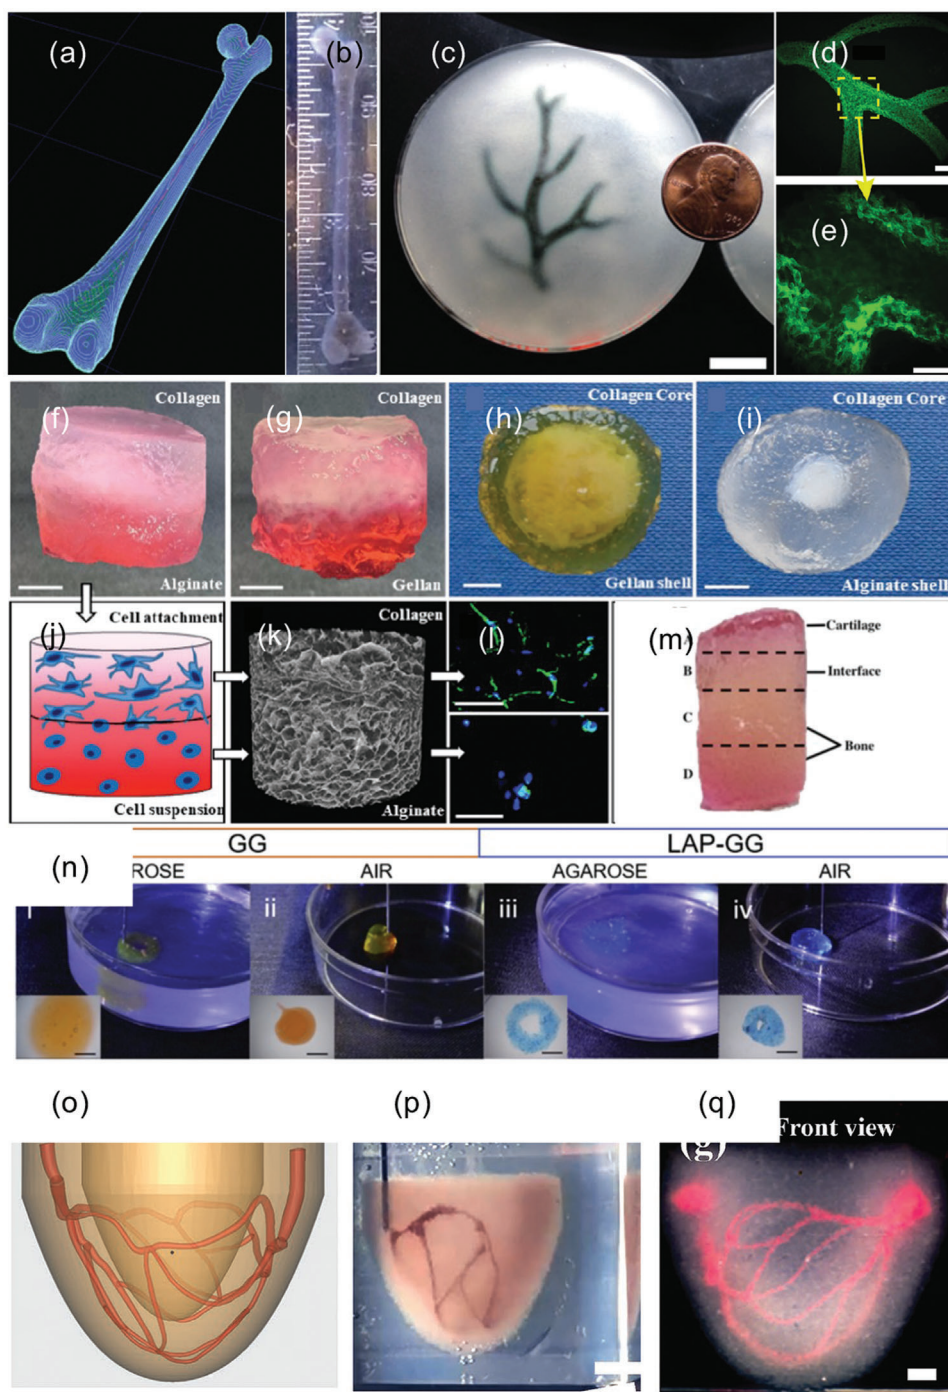 (a)
(b)
(c)
(d)
(e)
Collagen
(f)
Alginate
Collagen
(g)
Gellan
Collagen Core
(h)
Gellan shell
Collagen Core
(i)
Alginate shell
Cell attachment
(j)
Cell suspension
Collagen
(k)
Alginate
(l)
(m)
Cartilage
B
Interface
C
Bone
D
GG
LAP-GG
(n)
ROSE
AIR
AGAROSE
AIR
i
ii
iii
iv
(o)
(p)
(q)
(g)
Front view